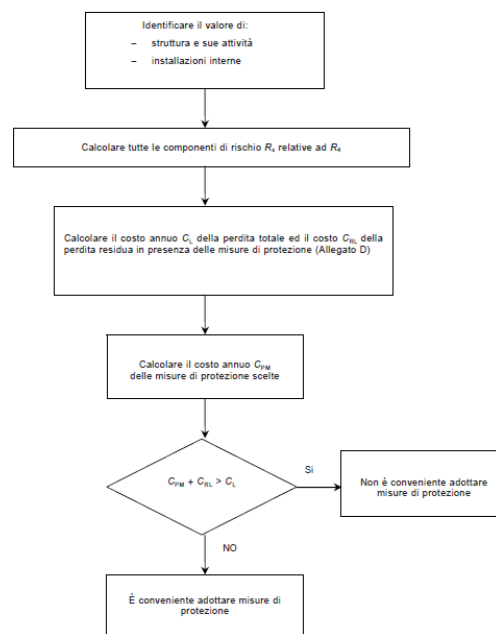 Identificare il valore di:
– struttura e sue attività
– installazioni interne
Calcolare tutte le componenti di rischio Rx relative ad R4
Calcolare il costo annuo CL della perdita totale ed il costo CRL della
perdita residua in presenza delle misure di protezione (Allegato D)
Calcolare il costo annuo CPM
delle misure di protezione scelte
CPM + CRL > CL
Si
Non è conveniente adottare
misure di protezione
NO
È conveniente adottare misure di
protezione